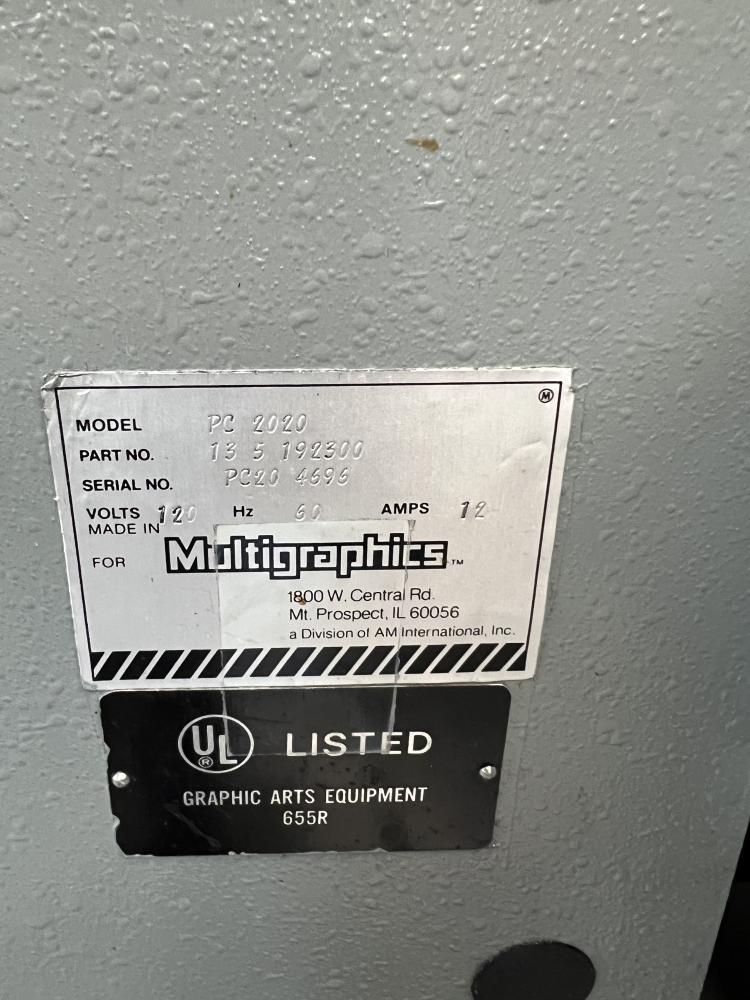 Ⓜ
MODEL PC 2020
PART NO. 13 5 192300
SERIAL NO. PC20 4696
VOLTS 120 Hz 60 AMPS 12
MADE IN
FOR Multigraphics™
1800 W. Central Rd.
Mt. Prospect, IL 60056
a Division of AM International, Inc.
UL® LISTED
GRAPHIC ARTS EQUIPMENT
655R